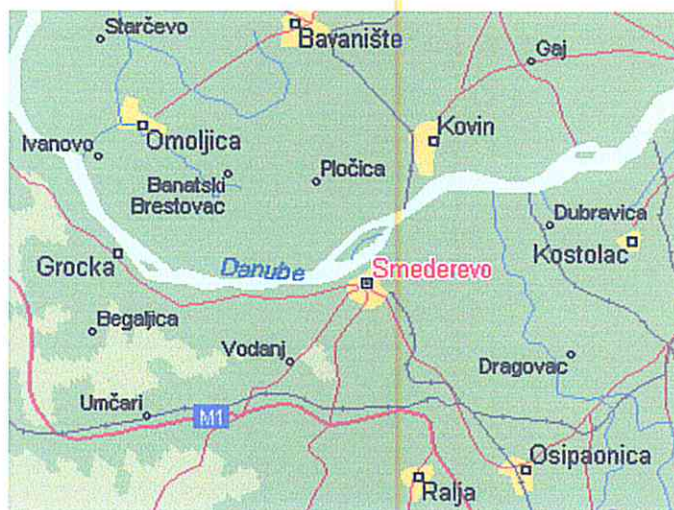 Starčevo
Bavanište
Gaj
Omoljica
Kovin
Ivanovo
Banatski
Brestovac
Pločica
Dubravica
Kostolac
Grocka
Danube
Smederevo
Begaljica
Vodanj
Dragovac
Umčari
M1
Osipaonica
Ralja